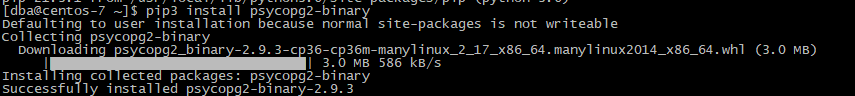 [dba@centos-7 ~]$ pip3 install psycopg2-binary
Defaulting to user installation because normal site-packages is not writeable
Collecting psycopg2-binary
Downloading psycopg2_binary-2.9.3-cp36-cp36m-manylinux_2_17_x86_64.manylinux2014_x86_64.whl (3.0 MB)
| | 3.0 MB 586 kB/s
Installing collected packages: psycopg2-binary
Successfully installed psycopg2-binary-2.9.3